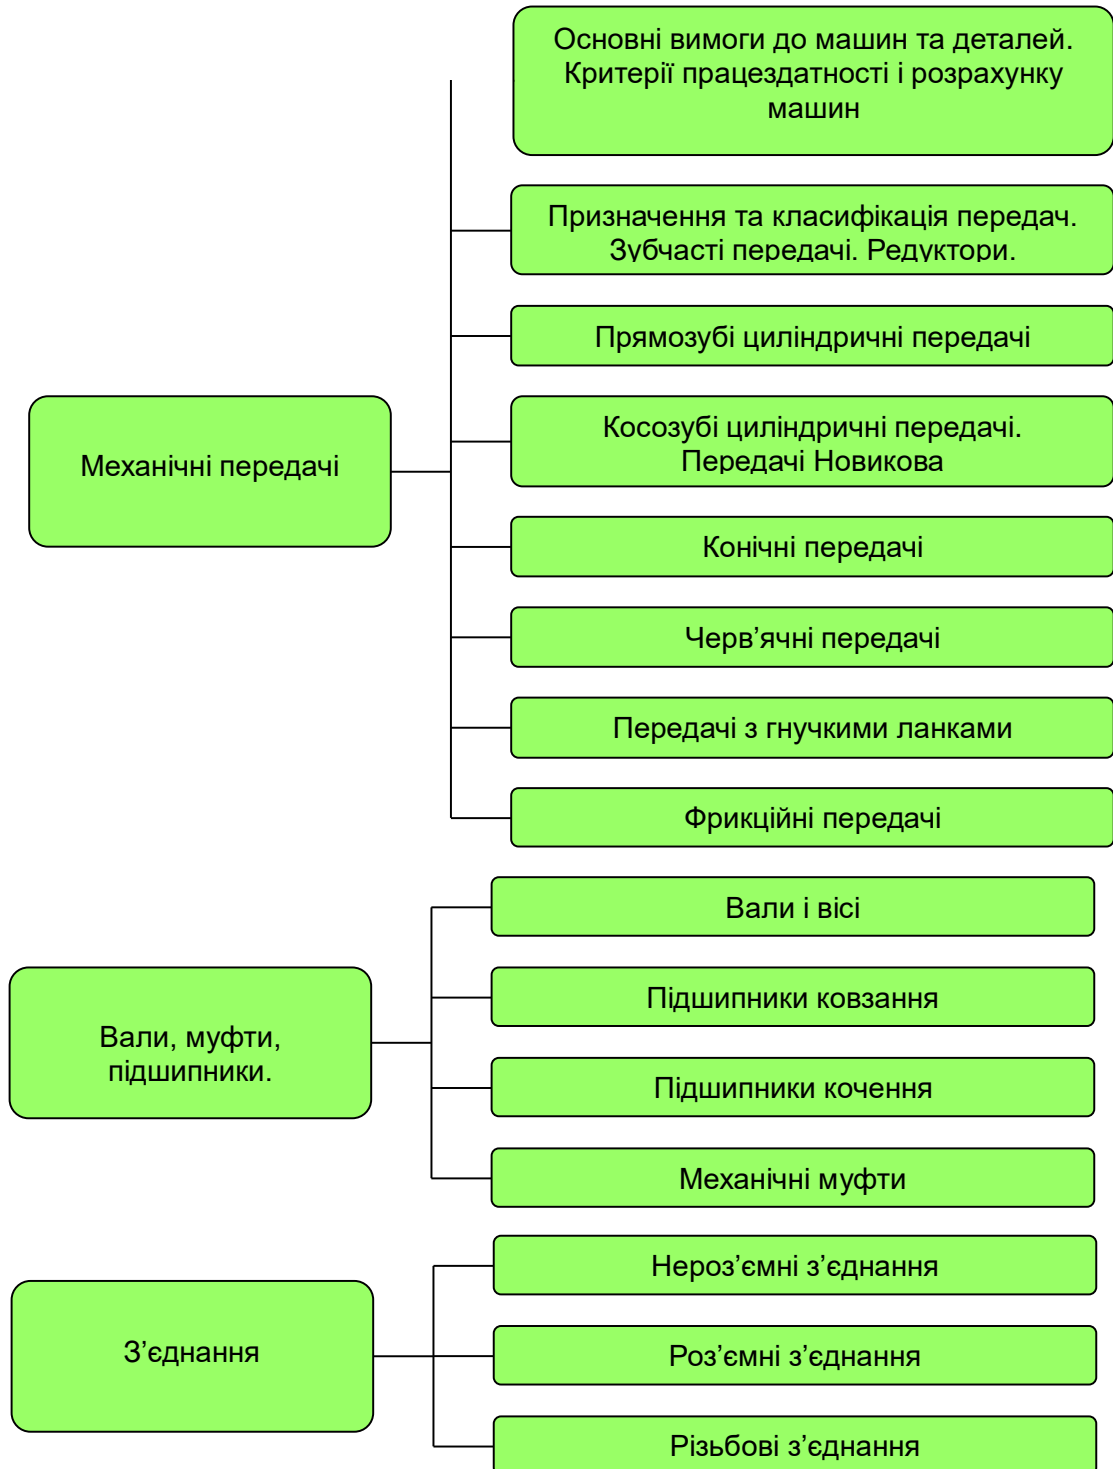 Основні вимоги до машин та деталей.
Критерії працездатності і розрахунку
машин
Призначення та класифікація передач.
Зубчасті передачі. Редуктори.
Прямозубі циліндричні передачі
Механічні передачі
Косозубі циліндричні передачі.
Передачі Новикова
Конічні передачі
Черв’ячні передачі
Передачі з гнучкими ланками
Фрикційні передачі
Вали, муфти,
підшипники.
Вали і вісі
Підшипники ковзання
Підшипники кочення
Механічні муфти
З’єднання
Нероз’ємні з’єднання
Роз’ємні з’єднання
Різьбові з’єднання